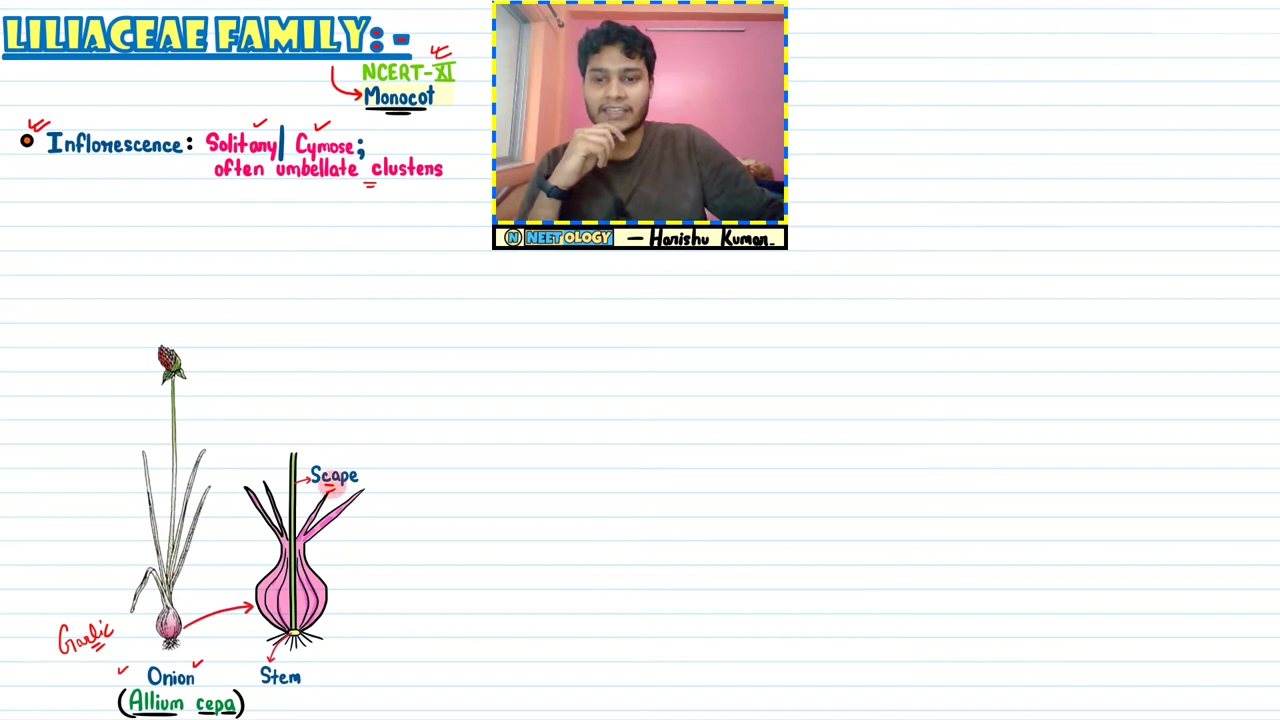 LILIACEAE FAMILY:-
NCERT-XI
Monocot
Inflorescence: Solitary/ Cymose;
often umbellate clusters
N NEETOLOGY - Harishu Kumar
Scape
Garlic
Onion
Stem
(Allium cepa)